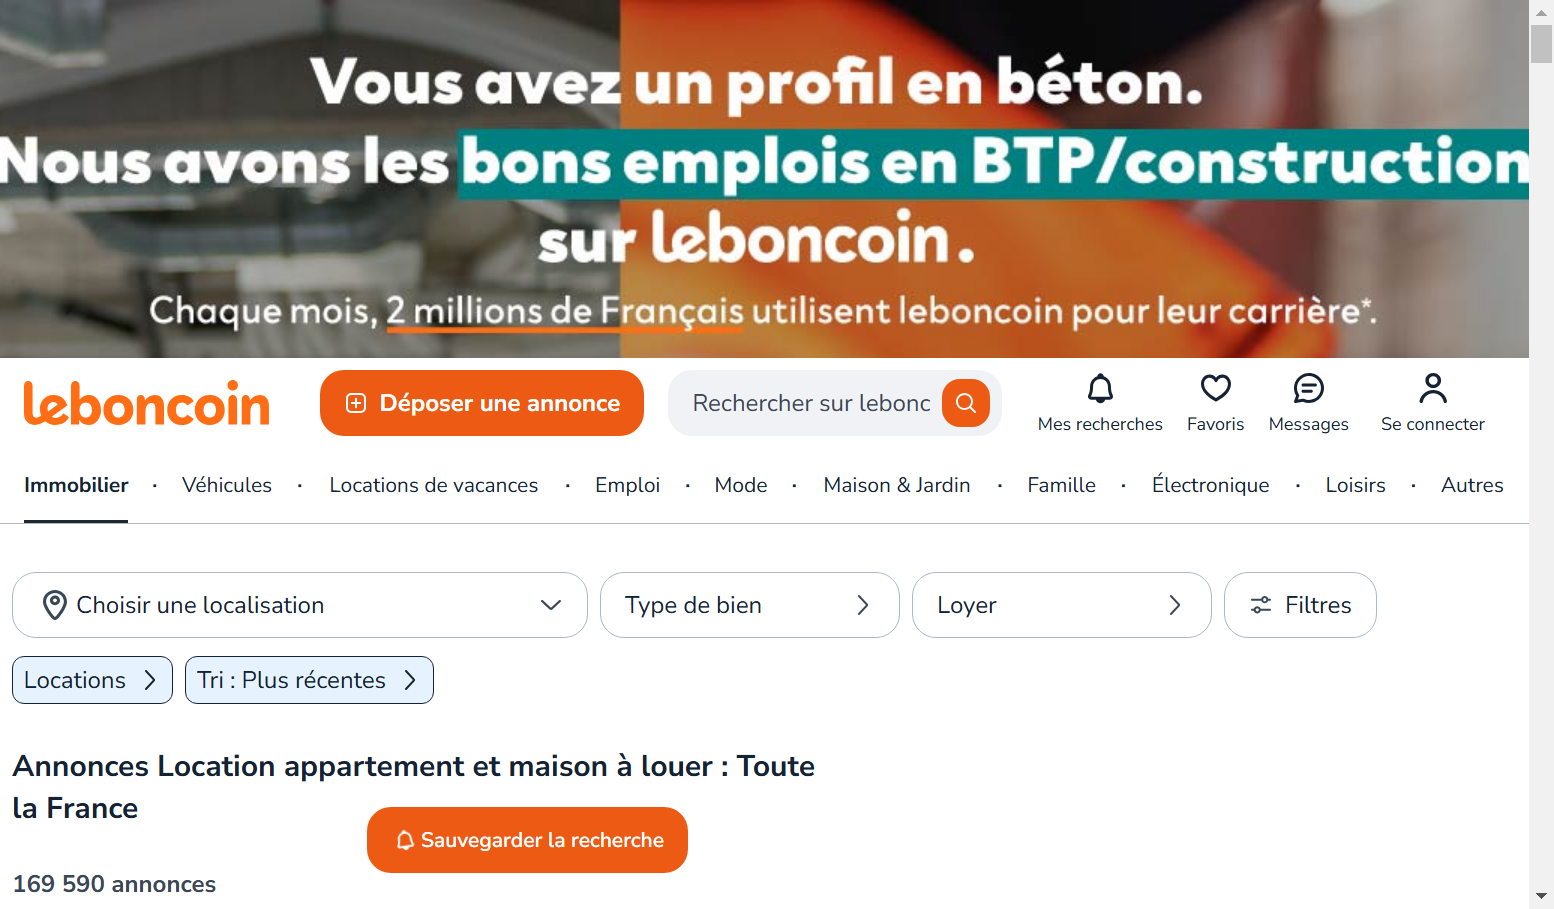 Vous avez un profil en béton.
Nous avons les bons emplois en BTP/construction
sur leboncoin.
Chaque mois, 2 millions de Français utilisent leboncoin pour leur carrière*.
leboncoin
Déposer une annonce
Rechercher sur lebonc
Mes recherches
Favoris
Messages
Se connecter
Immobilier · Véhicules · Locations de vacances · Emploi · Mode · Maison & Jardin · Famille · Électronique · Loisirs · Autres
Choisir une localisation
Type de bien
Loyer
Filtres
Locations
Tri : Plus récentes
Annonces Location appartement et maison à louer : Toute
la France
Sauvegarder la recherche
169 590 annonces